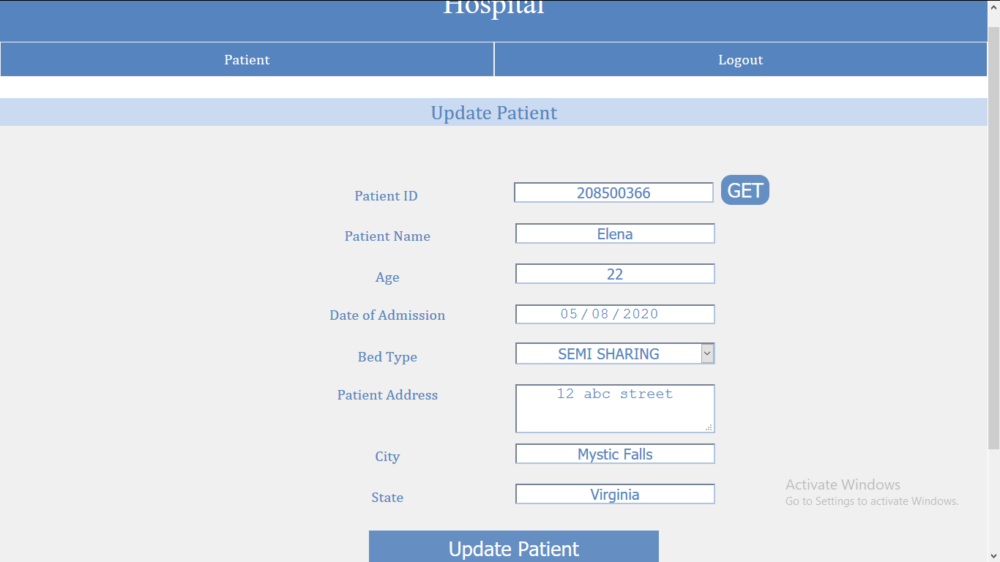 Hospital
Patient Logout
Update Patient
Patient ID 208500366 GET
Patient Name Elena
Age 22
Date of Admission 05/08/2020
Bed Type SEMI SHARING
Patient Address 12 abc street
City Mystic Falls
State Virginia
Activate Windows
Go to Settings to activate Windows.
Update Patient